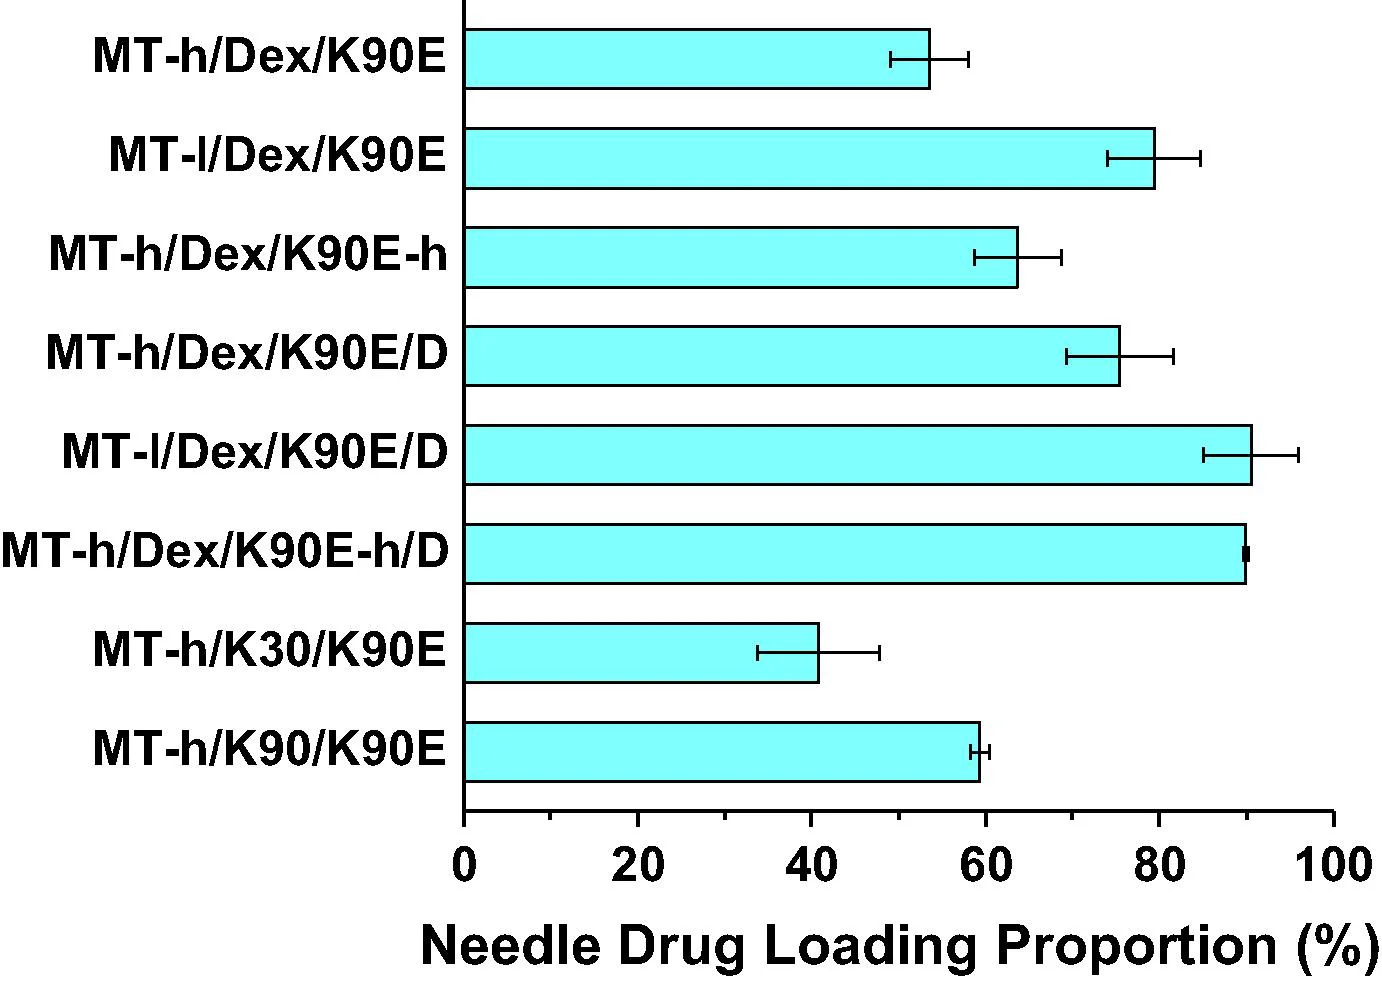 MT-h/Dex/K90E
MT-l/Dex/K90E
MT-h/Dex/K90E-h
MT-h/Dex/K90E/D
MT-l/Dex/K90E/D
MT-h/Dex/K90E-h/D
MT-h/K30/K90E
MT-h/K90/K90E
0 20 40 60 80 100
Needle Drug Loading Proportion (%)